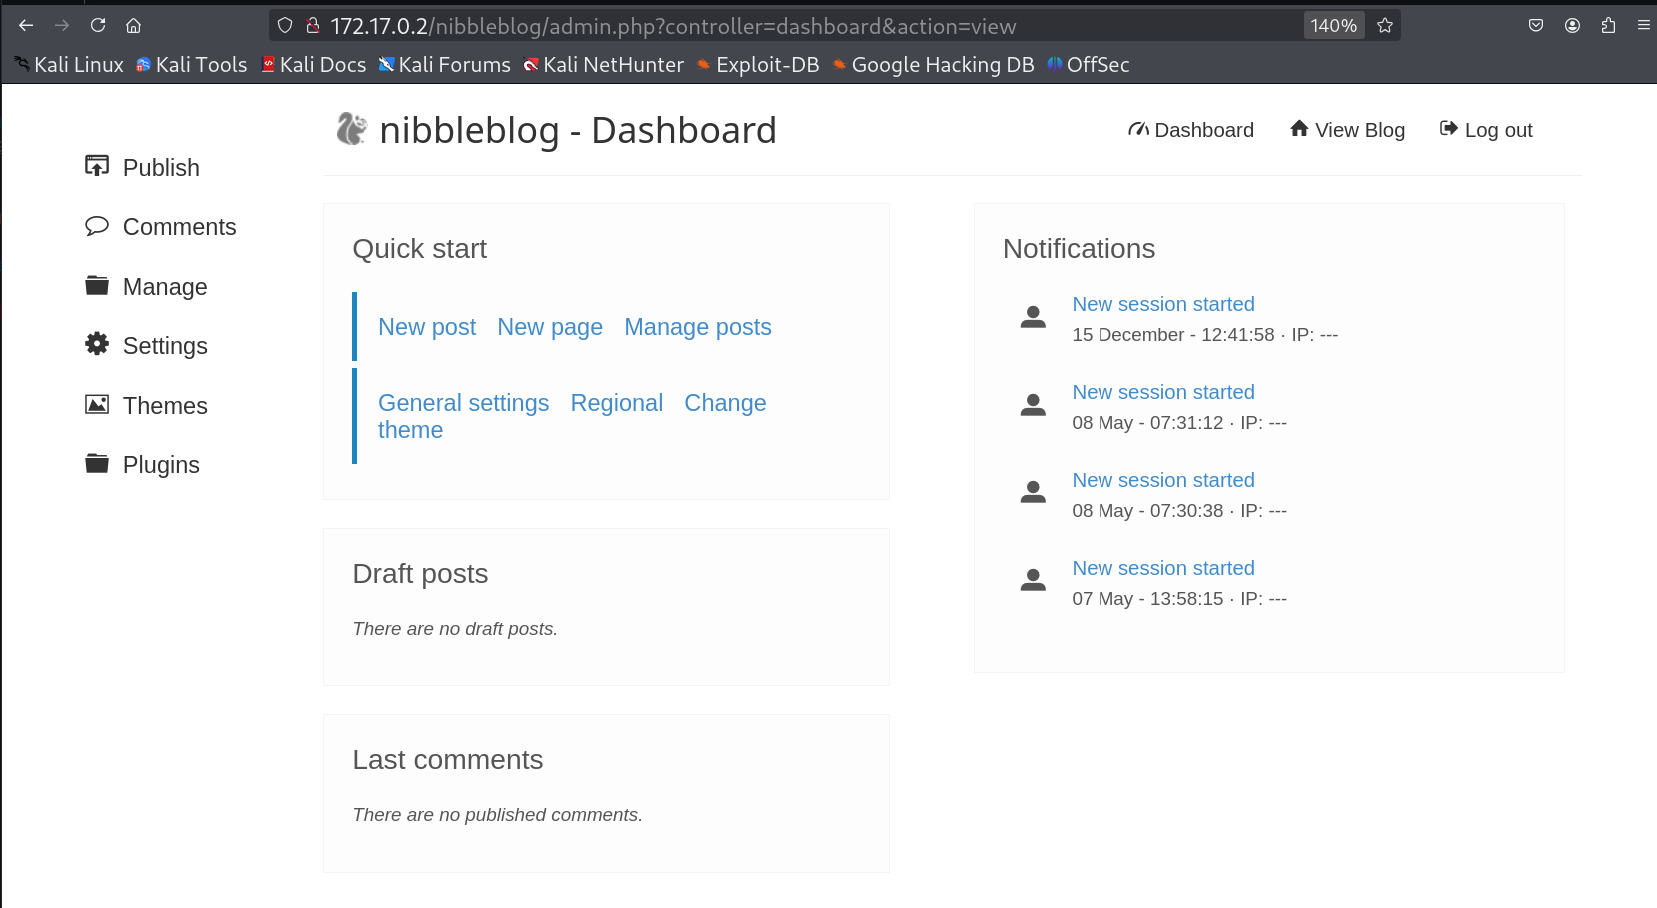 172.17.0.2/nibbleblog/admin.php?controller=dashboard&action=view 140%
Kali Linux Kali Tools Kali Docs Kali Forums Kali NetHunter Exploit-DB Google Hacking DB OffSec
nibbleblog - Dashboard
Dashboard View Blog Log out
Publish
Comments
Manage
Settings
Themes
Plugins
Quick start
New post New page Manage posts
General settings Regional Change
theme
Draft posts
There are no draft posts.
Last comments
There are no published comments.
Notifications
New session started
15 December - 12:41:58 · IP: ---
New session started
08 May - 07:31:12 · IP: ---
New session started
08 May - 07:30:38 · IP: ---
New session started
07 May - 13:58:15 · IP: ---